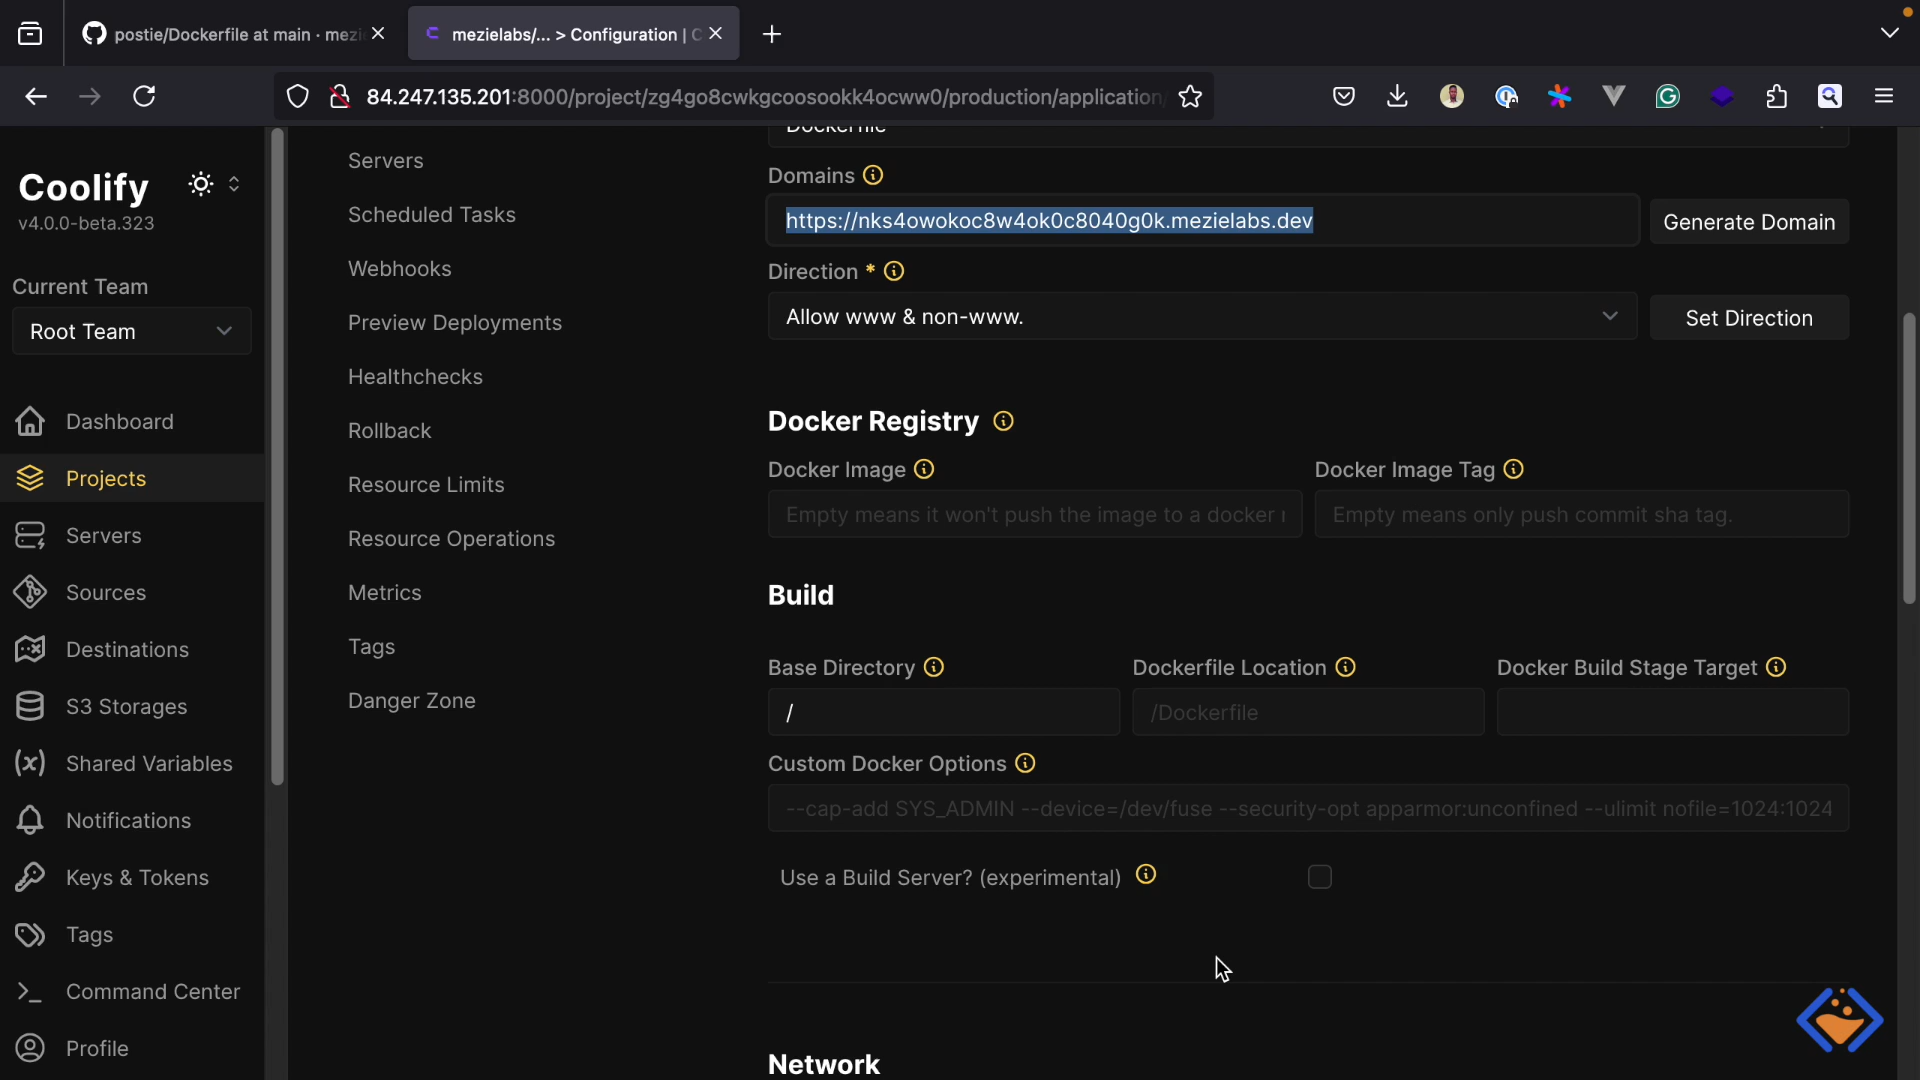 postie/Dockerfile at main · mezi
mezielabs/... > Configuration | C
84.247.135.201:8000/project/zg4go8cwkgcoosookk4ocww0/production/application/
Coolify
v4.0.0-beta.323
Current Team
Root Team
Dashboard
Projects
Servers
Sources
Destinations
S3 Storages
Shared Variables
Notifications
Keys & Tokens
Tags
Command Center
Profile
Servers
Scheduled Tasks
Webhooks
Preview Deployments
Healthchecks
Rollback
Resource Limits
Resource Operations
Metrics
Tags
Danger Zone
Dockerfile
Domains
https://nks4owokoc8w4ok0c8040g0k.mezielabs.dev
Generate Domain
Direction *
Allow www & non-www.
Set Direction
Docker Registry
Docker Image
Docker Image Tag
Empty means it won't push the image to a docker r
Empty means only push commit sha tag.
Build
Base Directory
Dockerfile Location
Docker Build Stage Target
/
/Dockerfile
Custom Docker Options
--cap-add SYS_ADMIN --device=/dev/fuse --security-opt apparmor:unconfined --ulimit nofile=1024:1024
Use a Build Server? (experimental)
Network